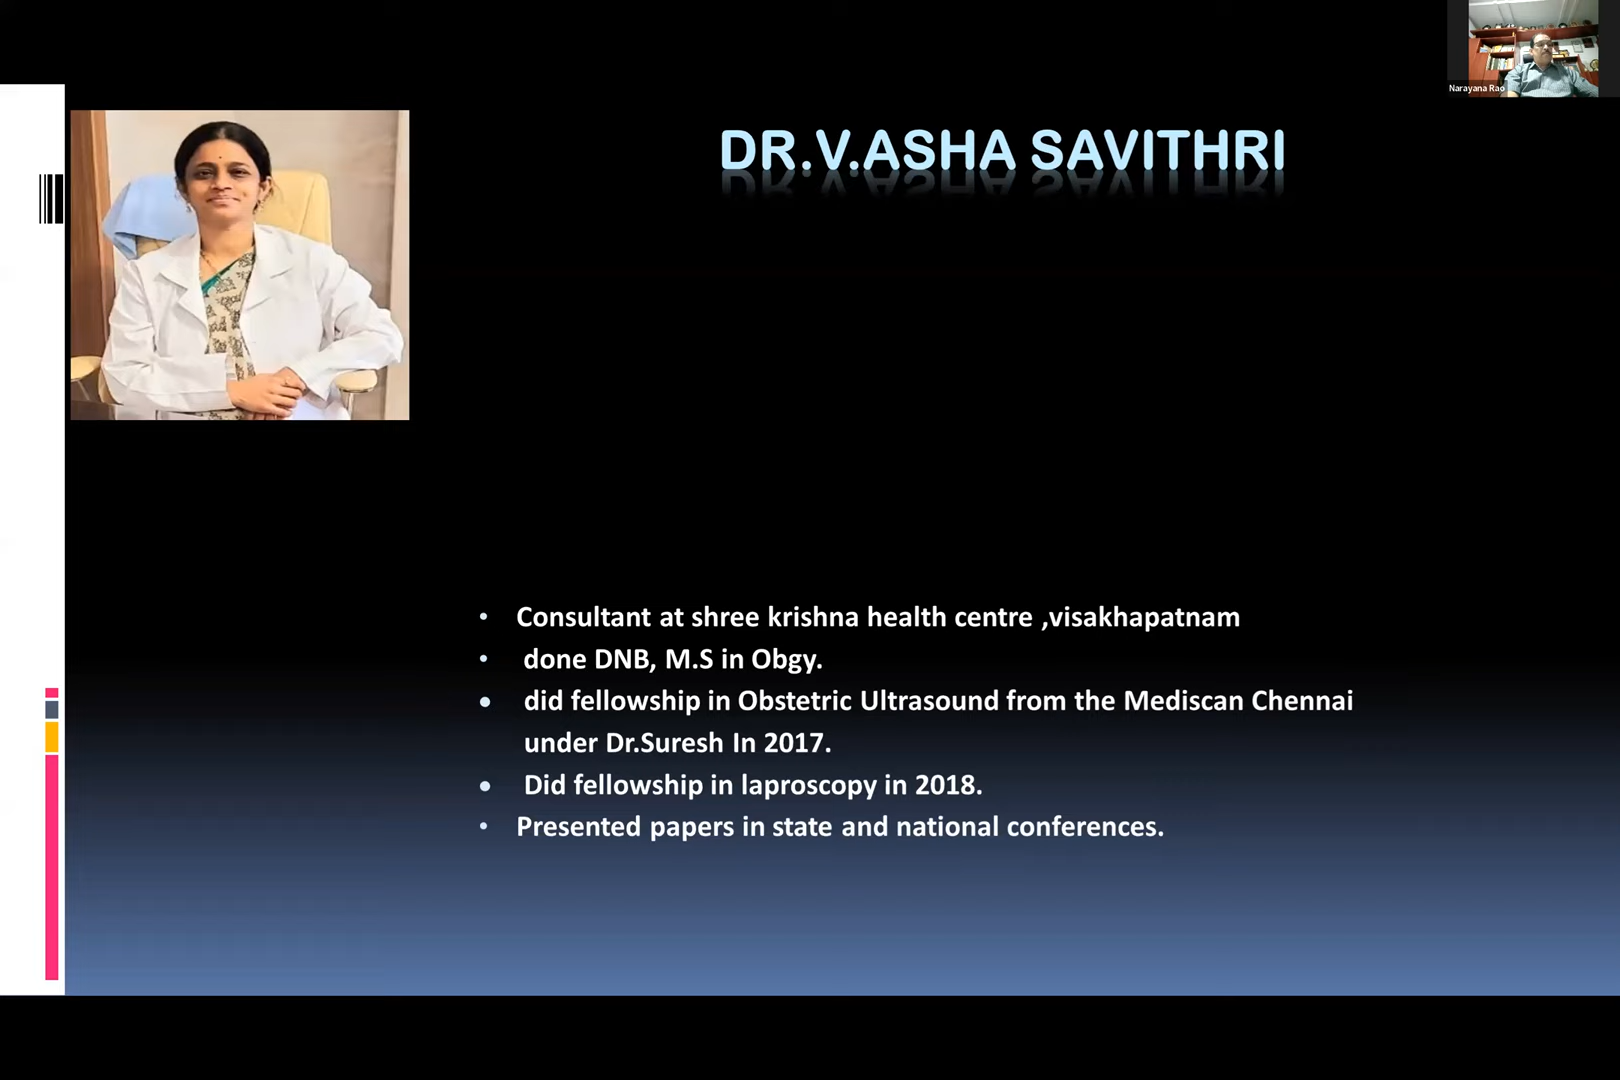 Narayana Rao
DR.V.ASHA SAVITHRI
• Consultant at shree krishna health centre ,visakhapatnam
• done DNB, M.S in Obgy.
• did fellowship in Obstetric Ultrasound from the Mediscan Chennai
under Dr.Suresh In 2017.
• Did fellowship in laproscopy in 2018.
• Presented papers in state and national conferences.